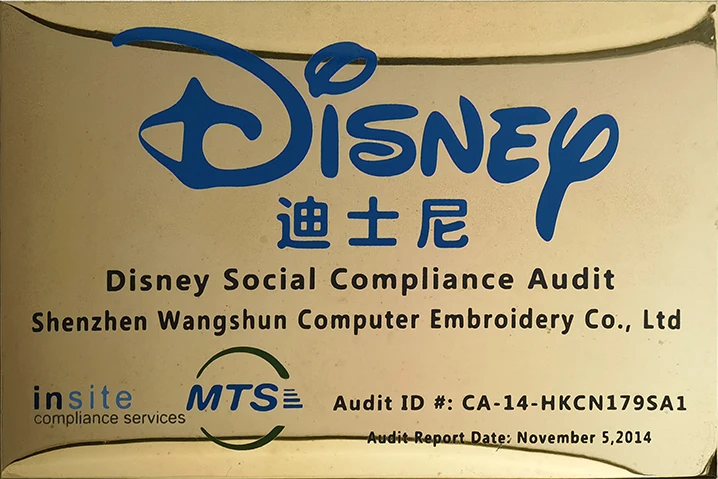 Disney
迪士尼
Disney Social Compliance Audit
Shenzhen Wangshun Computer Embroidery Co., Ltd
insite
compliance services
MTS
Audit ID #: CA-14-HKCN179SA1
Audit Report Date: November 5,2014